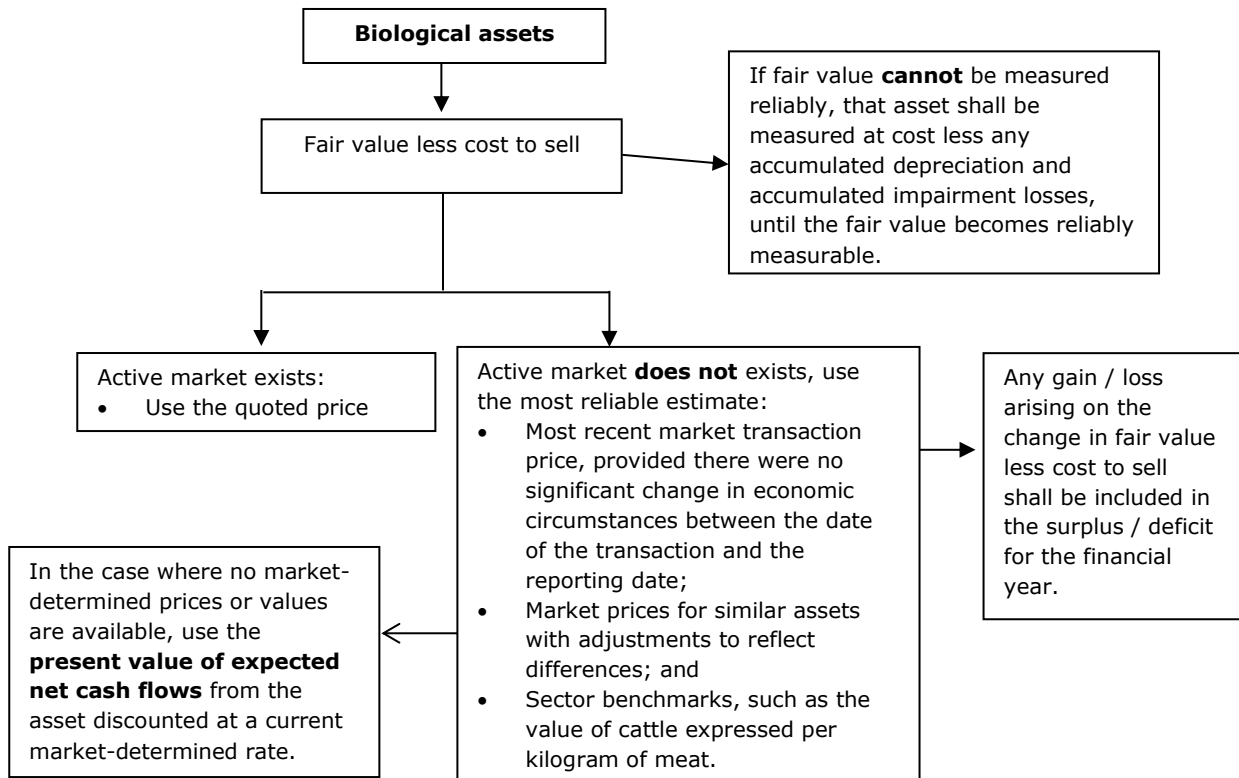 Biological assets
Fair value less cost to sell
If fair value cannot be measured
reliably, that asset shall be
measured at cost less any
accumulated depreciation and
accumulated impairment losses,
until the fair value becomes reliably
measurable.
Active market exists:
• Use the quoted price
Active market does not exists, use
the most reliable estimate:
• Most recent market transaction
price, provided there were no
significant change in economic
circumstances between the date
of the transaction and the
reporting date;
• Market prices for similar assets
with adjustments to reflect
differences; and
• Sector benchmarks, such as the
value of cattle expressed per
kilogram of meat.
Any gain / loss
arising on the
change in fair value
less cost to sell
shall be included in
the surplus / deficit
for the financial
year.
In the case where no market-
determined prices or values
are available, use the
present value of expected
net cash flows from the
asset discounted at a current
market-determined rate.